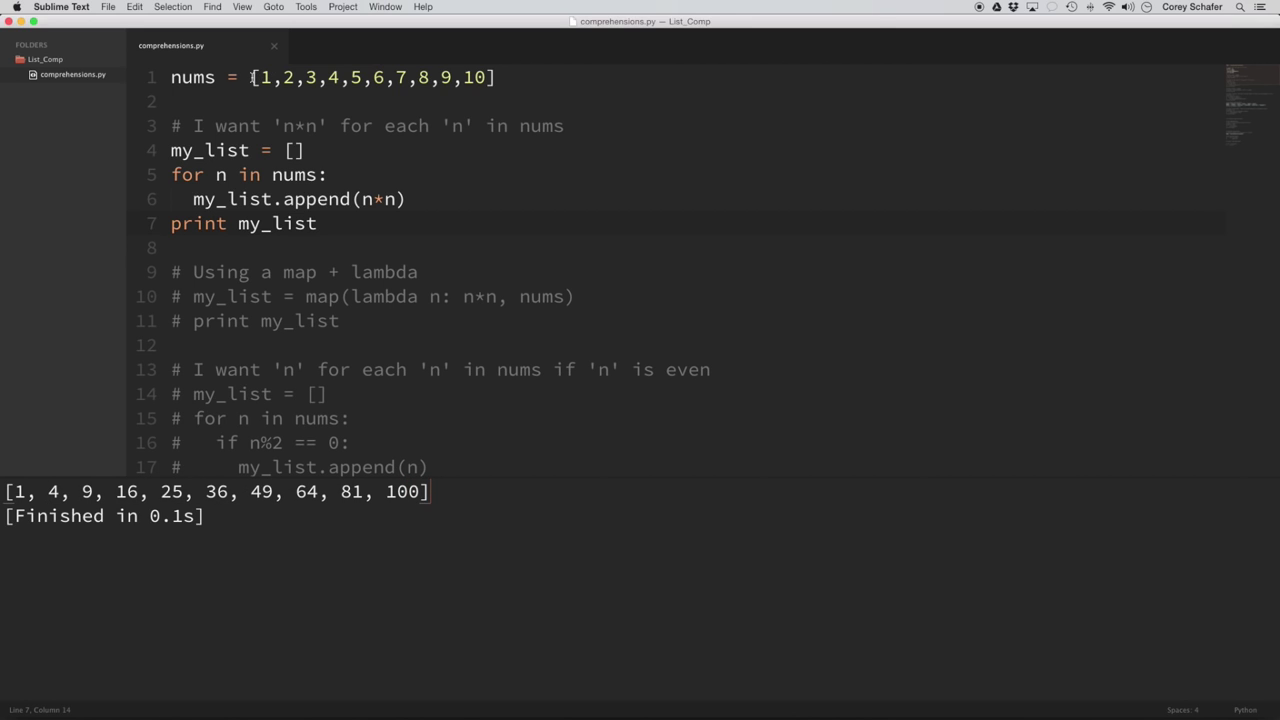 Sublime Text File Edit Selection Find View Goto Tools Project Window Help Corey Schafer
comprehensions.py — List_Comp
FOLDERS
List_Comp
comprehensions.py
comprehensions.py
1 nums = [1,2,3,4,5,6,7,8,9,10]
2
3 # I want 'n*n' for each 'n' in nums
4 my_list = []
5 for n in nums:
6   my_list.append(n*n)
7 print my_list
8
9 # Using a map + lambda
10 # my_list = map(lambda n: n*n, nums)
11 # print my_list
12
13 # I want 'n' for each 'n' in nums if 'n' is even
14 # my_list = []
15 # for n in nums:
16 #   if n%2 == 0:
17 #     my_list.append(n)
[1, 4, 9, 16, 25, 36, 49, 64, 81, 100]
[Finished in 0.1s]
Line 7, Column 14 Spaces: 4 Python